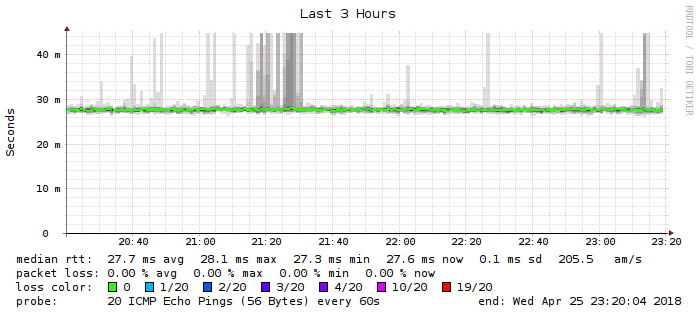 Last 3 Hours
RRDTOOL / TOBI OETIKER
Seconds
40 m
30 m
20 m
10 m
0
20:40 21:00 21:20 21:40 22:00 22:20 22:40 23:00 23:20
median rtt: 27.7 ms avg 28.1 ms max 27.3 ms min 27.6 ms now 0.1 ms sd 205.5 am/s
packet loss: 0.00 % avg 0.00 % max 0.00 % min 0.00 % now
loss color: 0 1/20 2/20 3/20 4/20 10/20 19/20
probe: 20 ICMP Echo Pings (56 Bytes) every 60s end: Wed Apr 25 23:20:04 2018